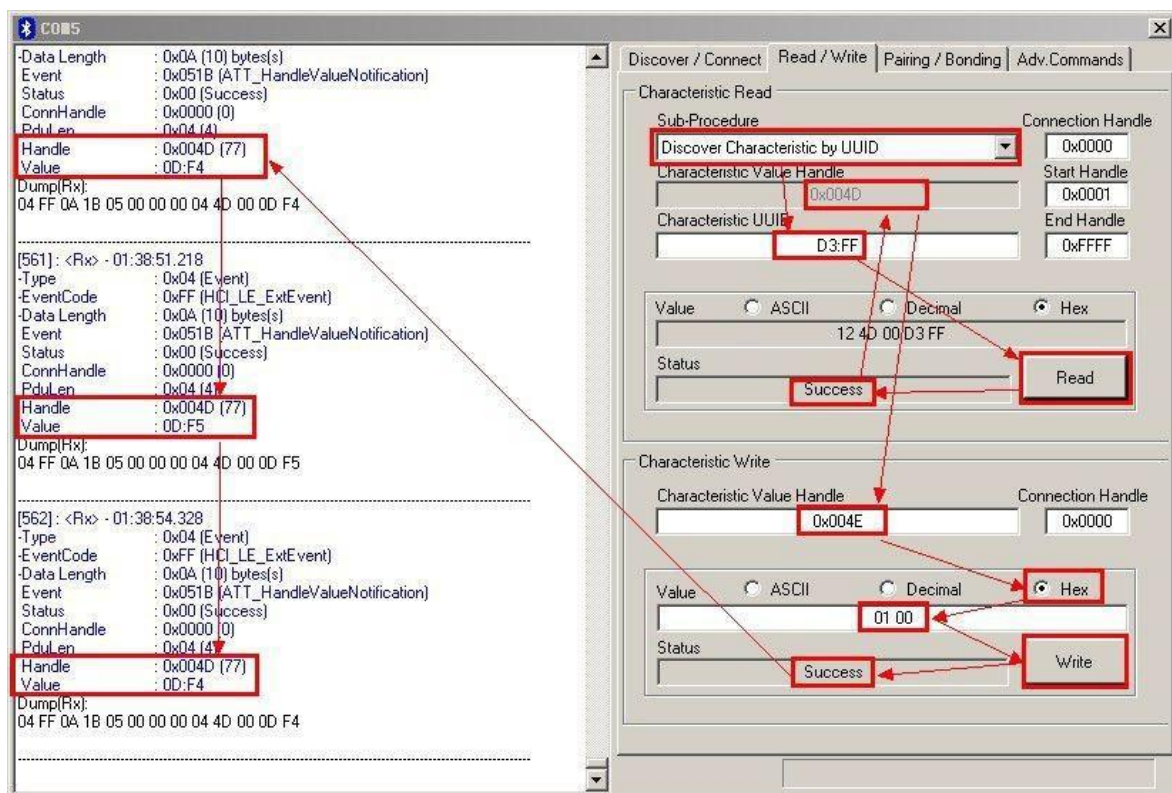 COM5
-Data Length : 0x0A (10) bytes(s)
Event : 0x051B (ATT_HandleValueNotification)
Status : 0x00 (Success)
ConnHandle : 0x0000 (0)
PduLen : 0x04 (4)
Handle : 0x004D (77)
Value : 0D:F4
Dump(Rx):
04 FF 0A 1B 05 00 00 00 04 4D 00 0D F4
[561] : <Rx> - 01:38:51.218
-Type : 0x04 (Event)
-EventCode : 0xFF (HCI_LE_ExtEvent)
-Data Length : 0x0A (10) bytes(s)
Event : 0x051B (ATT_HandleValueNotification)
Status : 0x00 (Success)
ConnHandle : 0x0000 (0)
PduLen : 0x04 (4)
Handle : 0x004D (77)
Value : 0D:F5
Dump(Rx):
04 FF 0A 1B 05 00 00 00 04 4D 00 0D F5
[562] : <Rx> - 01:38:54.328
-Type : 0x04 (Event)
-EventCode : 0xFF (HCI_LE_ExtEvent)
-Data Length : 0x0A (10) bytes(s)
Event : 0x051B (ATT_HandleValueNotification)
Status : 0x00 (Success)
ConnHandle : 0x0000 (0)
PduLen : 0x04 (4)
Handle : 0x004D (77)
Value : 0D:F4
Dump(Rx):
04 FF 0A 1B 05 00 00 00 04 4D 00 0D F4
Discover / Connect Read / Write Pairing / Bonding Adv.Commands
Characteristic Read
Sub-Procedure Connection Handle
Discover Characteristic by UUID 0x0000
Characteristic Value Handle Start Handle
0x004D 0x0001
Characteristic UUID End Handle
D3:FF 0xFFFF
Value ASCII Decimal Hex
12 4D 00 D3 FF
Status
Success Read
Characteristic Write
Characteristic Value Handle Connection Handle
0x004E 0x0000
Value ASCII Decimal Hex
01 00
Status
Success Write